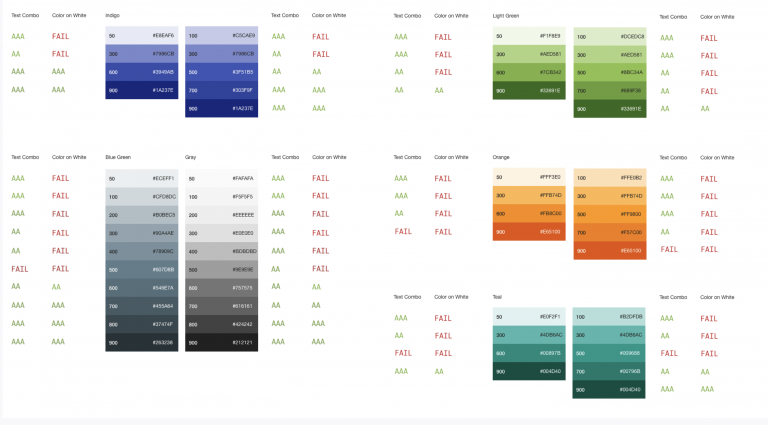 Text Combo Color on White Indigo Text Combo Color on White
AAA FAIL 50 #E8EAF6 100 #C5CAE9 AAA FAIL
AA FAIL 300 #7986CB 300 #7986CB AA FAIL
AAA AAA 600 #3949AB 500 #3F51B5 AA AA
AAA AAA 900 #1A237E 700 #303F9F AAA AAA
900 #1A237E AAA AAA
Text Combo Color on White Light Green Text Combo Color on White
AAA FAIL 50 #F1F8E9 100 #DCEDC8 AAA FAIL
AAA FAIL 300 #AED581 300 #AED581 AAA FAIL
AA FAIL 600 #7CB342 500 #8BC34A AA FAIL
AA AA 900 #33691E 700 #689F38 AA FAIL
900 #33691E AA AA
Text Combo Color on White Blue Green Gray Text Combo Color on White
AAA FAIL 50 #ECEFF1 50 #FAFAFA AAA FAIL
AAA FAIL 100 #CFD8DC 100 #F5F5F5 AAA FAIL
AAA FAIL 200 #B0BEC5 200 #EEEEEE AAA FAIL
AA FAIL 300 #90A4AE 300 #E0E0E0 AAA FAIL
AA FAIL 400 #78909C 400 #BDBDBD AA FAIL
FAIL FAIL 500 #607D8B 500 #9E9E9E AA FAIL
AA AA 600 #546E7A 600 #757575 AA AA
AAA AAA 700 #455A64 700 #616161 AA AA
AAA AAA 800 #37474F 800 #424242 AAA AAA
AAA AAA 900 #263238 900 #212121 AAA AAA
Text Combo Color on White Orange Text Combo Color on White
AAA FAIL 50 #FFF3E0 100 #FFE0B2 AAA FAIL
AAA FAIL 300 #FFB74D 300 #FFB74D AAA FAIL
AA FAIL 600 #FB8C00 500 #FF9800 AA FAIL
FAIL FAIL 900 #E65100 700 #F57C00 AA FAIL
900 #E65100 FAIL FAIL
Text Combo Color on White Teal Text Combo Color on White
AAA FAIL 50 #E0F2F1 100 #B2DFDB AAA FAIL
AA FAIL 300 #4DB6AC 300 #4DB6AC AA FAIL
FAIL FAIL 600 #00897B 500 #009688 FAIL FAIL
AAA AA 900 #004D40 700 #00796B AA AA
900 #004D40 AAA AAA